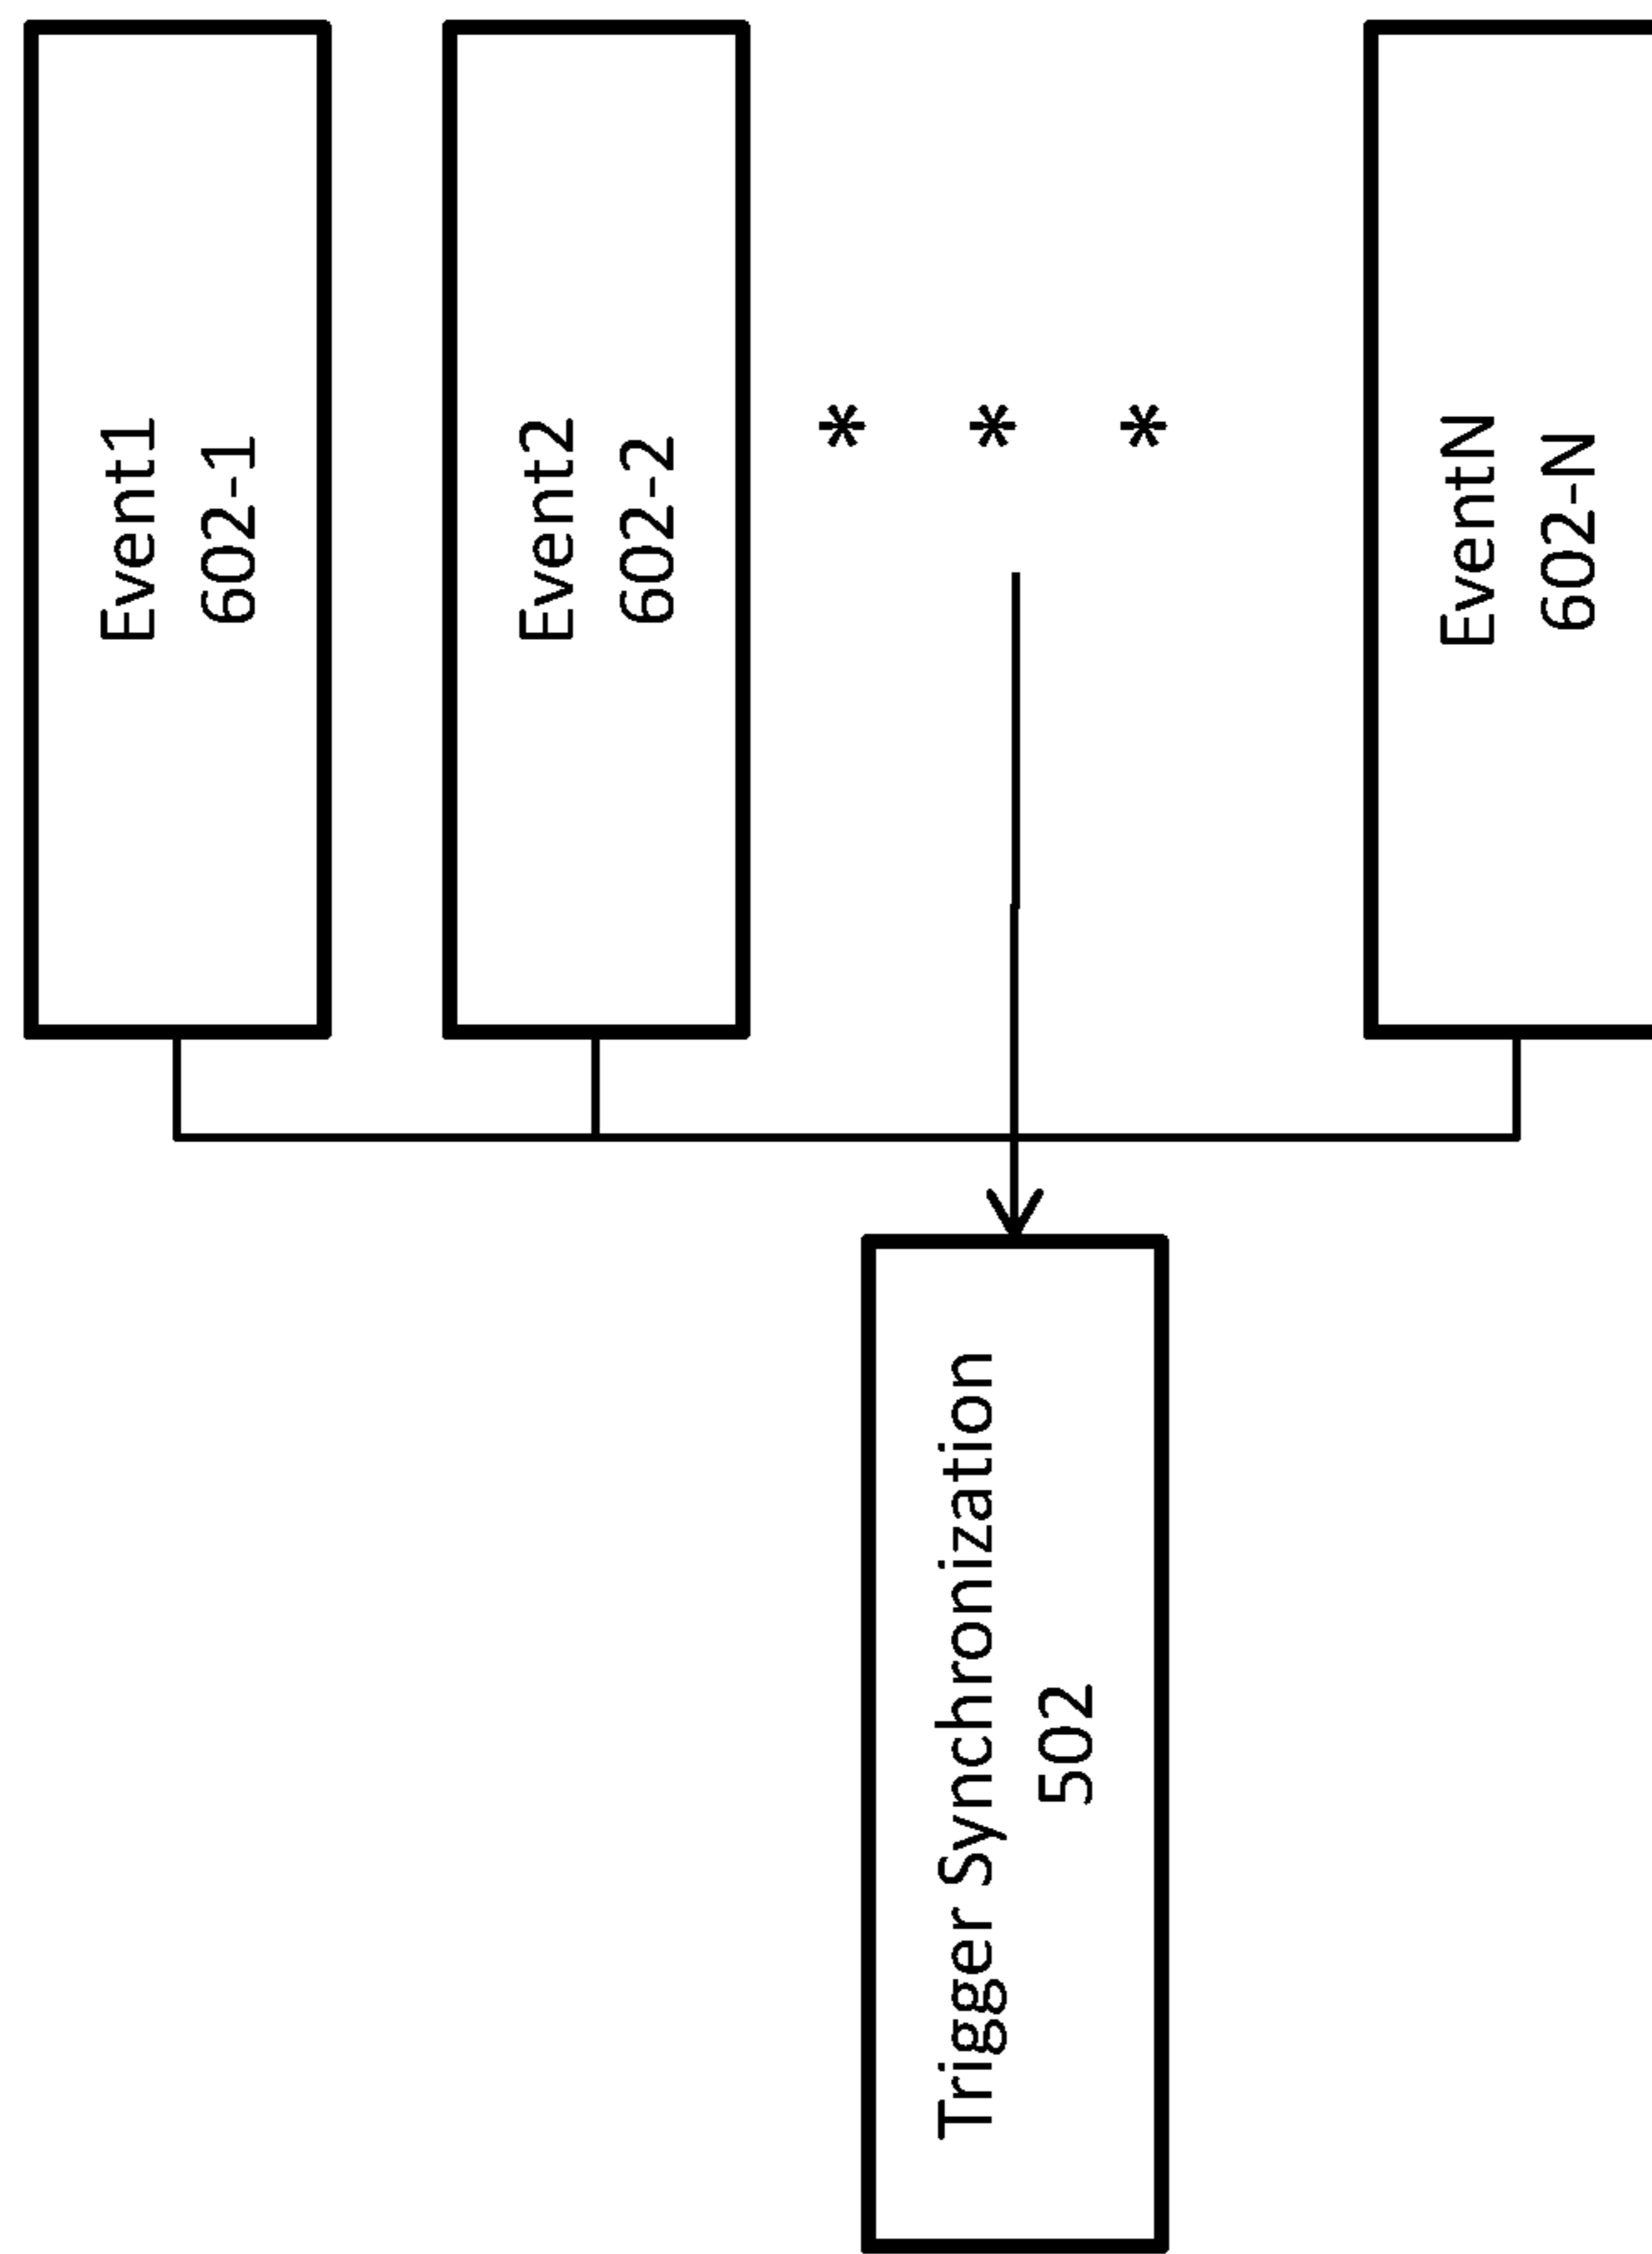 Event1
602-1
Event2
602-2
* * *
EventN
602-N
Trigger Synchronization
502